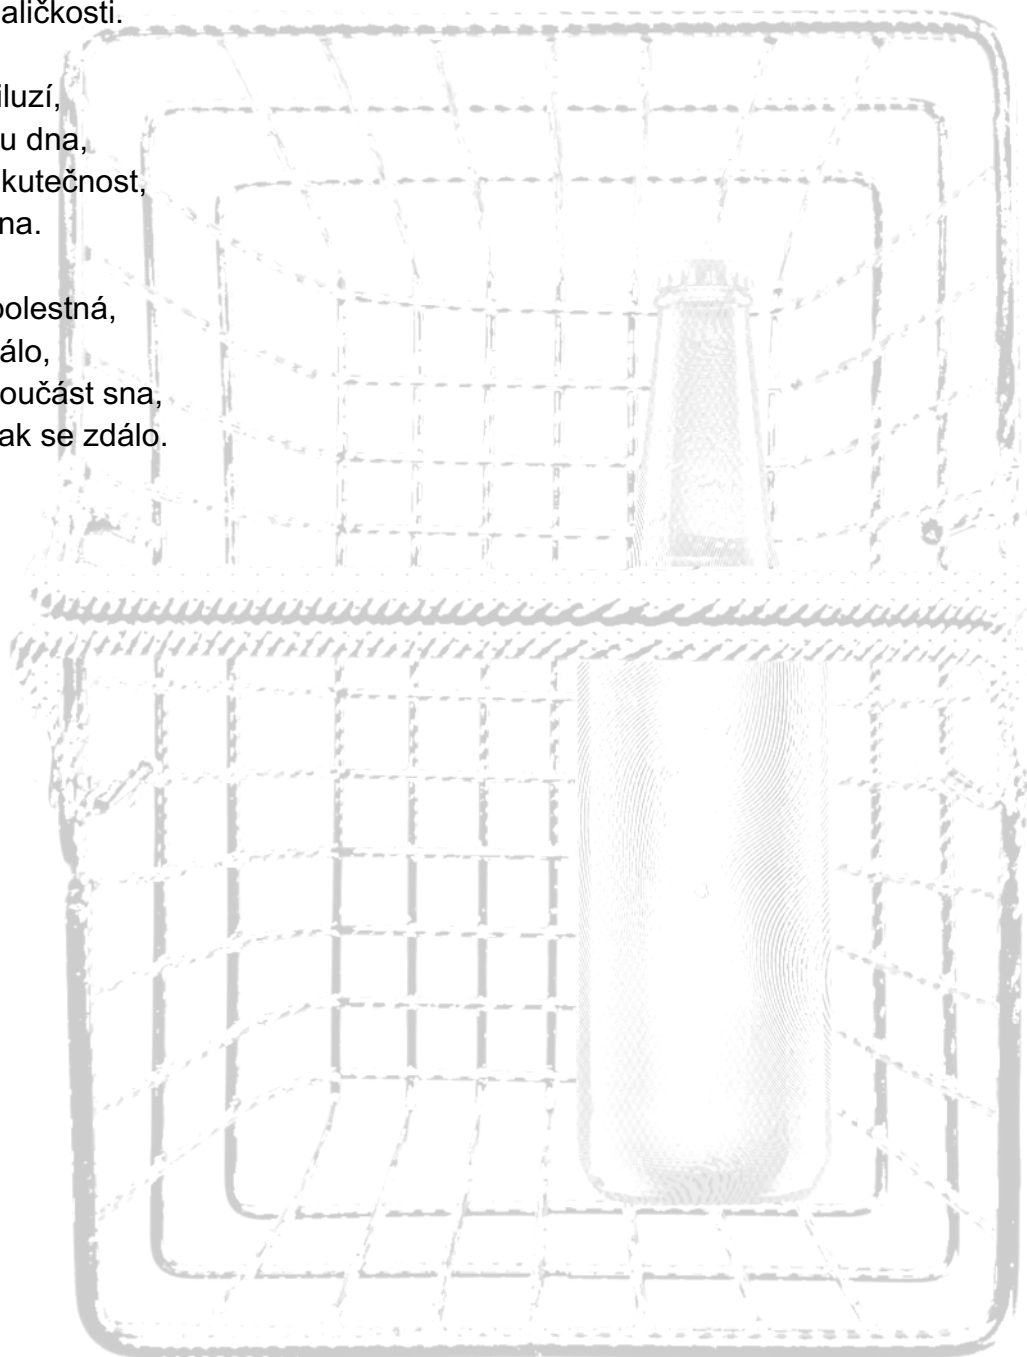 aličkosti.
iluzí,
u dna,
kutečnost,
na.
olestná,
álo,
oučást sna,
ak se zdálo.